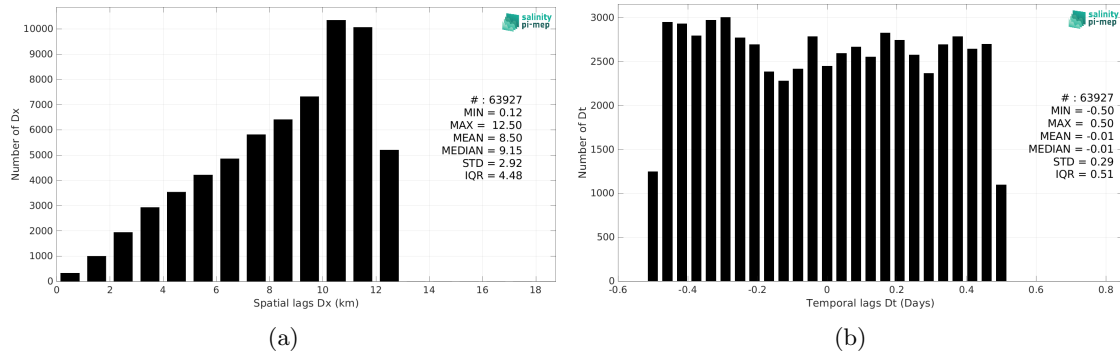 10000
8000
6000
4000
2000
0
Number of Dx
0 2 4 6 8 10 12 14 16 18
Spatial lags Dx (km)
salinity
pi-mep
# : 63927
MIN = 0.12
MAX = 12.50
MEAN = 8.50
MEDIAN = 9.15
STD = 2.92
IQR = 4.48
(a)
3000
2500
2000
1500
1000
500
0
Number of Dt
-0.6 -0.4 -0.2 0 0.2 0.4 0.6 0.8
Temporal lags Dt (Days)
salinity
pi-mep
# : 63927
MIN = -0.50
MAX = 0.50
MEAN = -0.01
MEDIAN = -0.01
STD = 0.29
IQR = 0.51
(b)